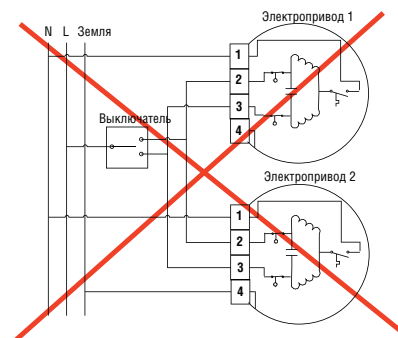 Электропривод 1
N L Земля
1
2
3
4
Выключатель
Электропривод 2
1
2
3
4